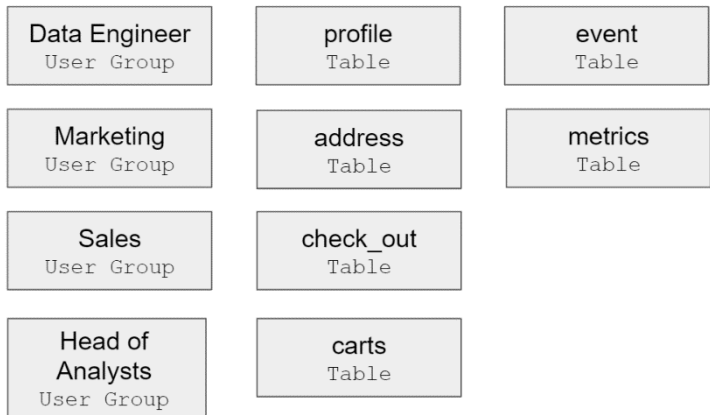 Data Engineer
User Group
profile
Table
event
Table
Marketing
User Group
address
Table
metrics
Table
Sales
User Group
check_out
Table
Head of
Analysts
User Group
carts
Table